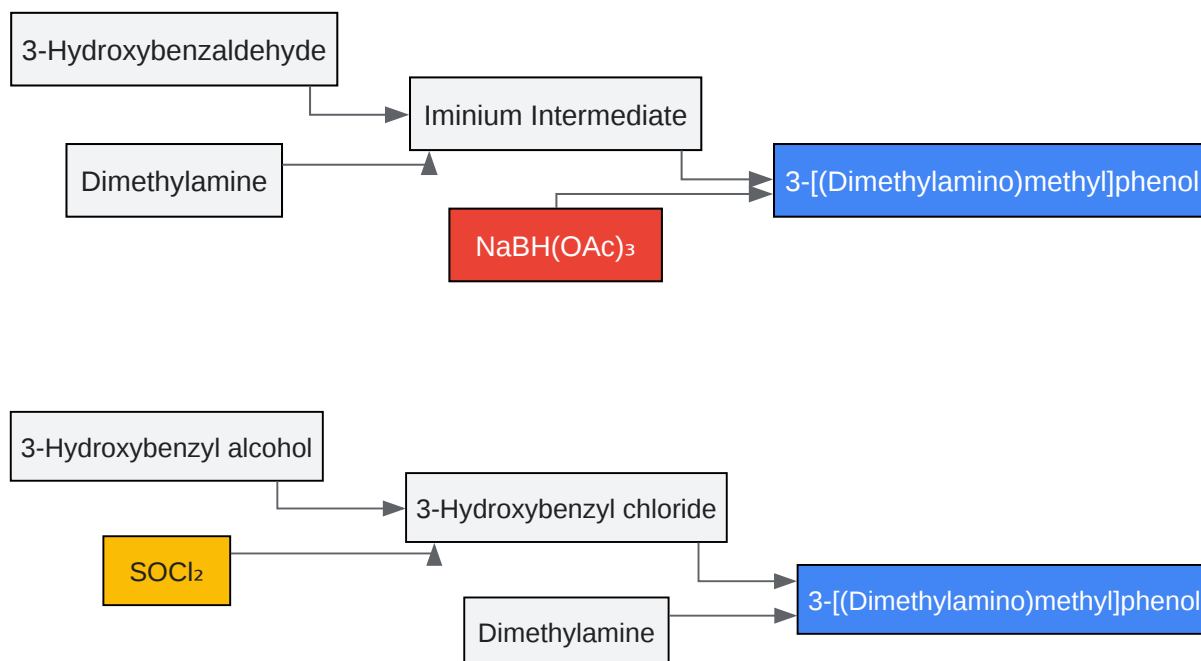 3-Hydroxybenzaldehyde
Iminium Intermediate
Dimethylamine
3-[(Dimethylamino)methyl]phenol
NaBH(OAc)₃
3-Hydroxybenzyl alcohol
3-Hydroxybenzyl chloride
SOCl₂
3-[(Dimethylamino)methyl]phenol
Dimethylamine